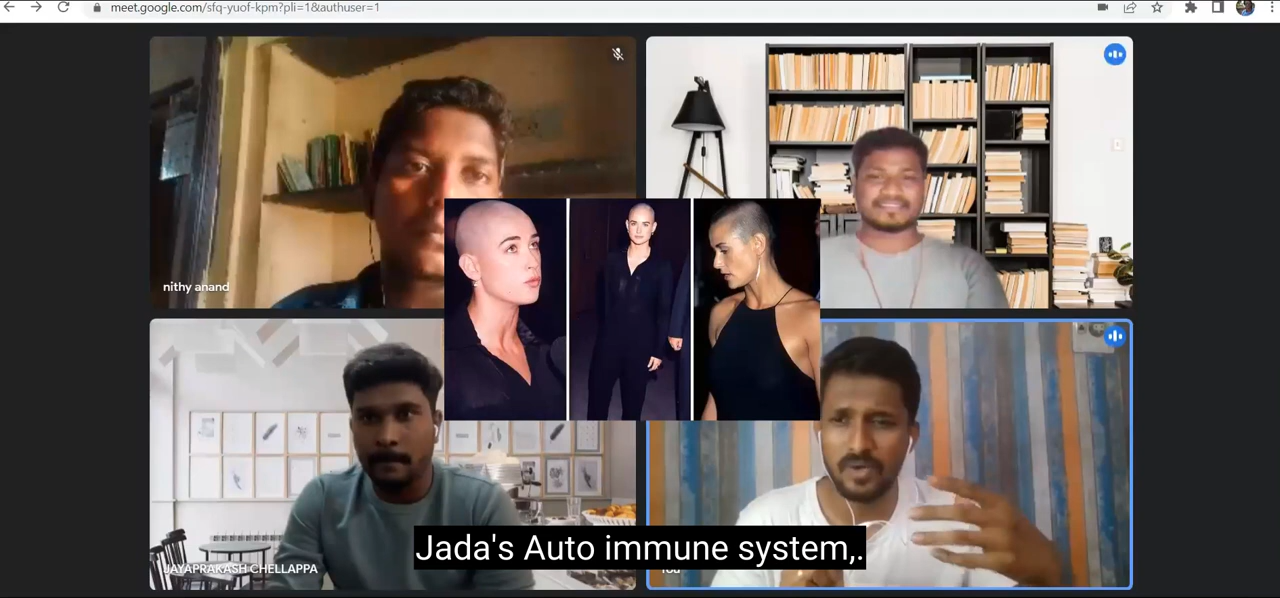 meet.google.com/sfq-yuof-kpm?pli=1&authuser=1
nithy anand
JAYAPRAKASH CHELLAPPA
You
Jada's Auto immune system,.